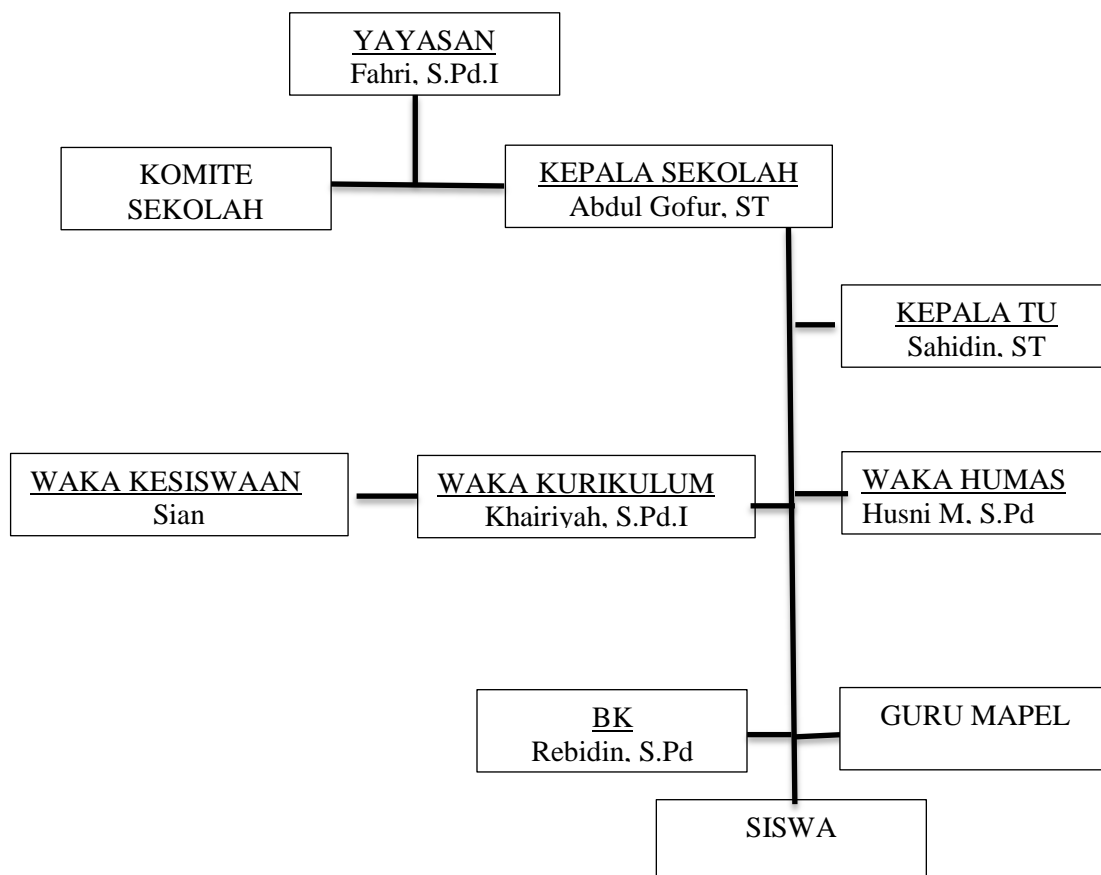 YAYASAN
Fahri, S.Pd.I
KOMITE
SEKOLAH
KEPALA SEKOLAH
Abdul Gofur, ST
KEPALA TU
Sahidin, ST
WAKA KESISWAAN
Sian
WAKA KURIKULUM
Khairiyah, S.Pd.I
WAKA HUMAS
Husni M, S.Pd
BK
Rebidin, S.Pd
GURU MAPEL
SISWA